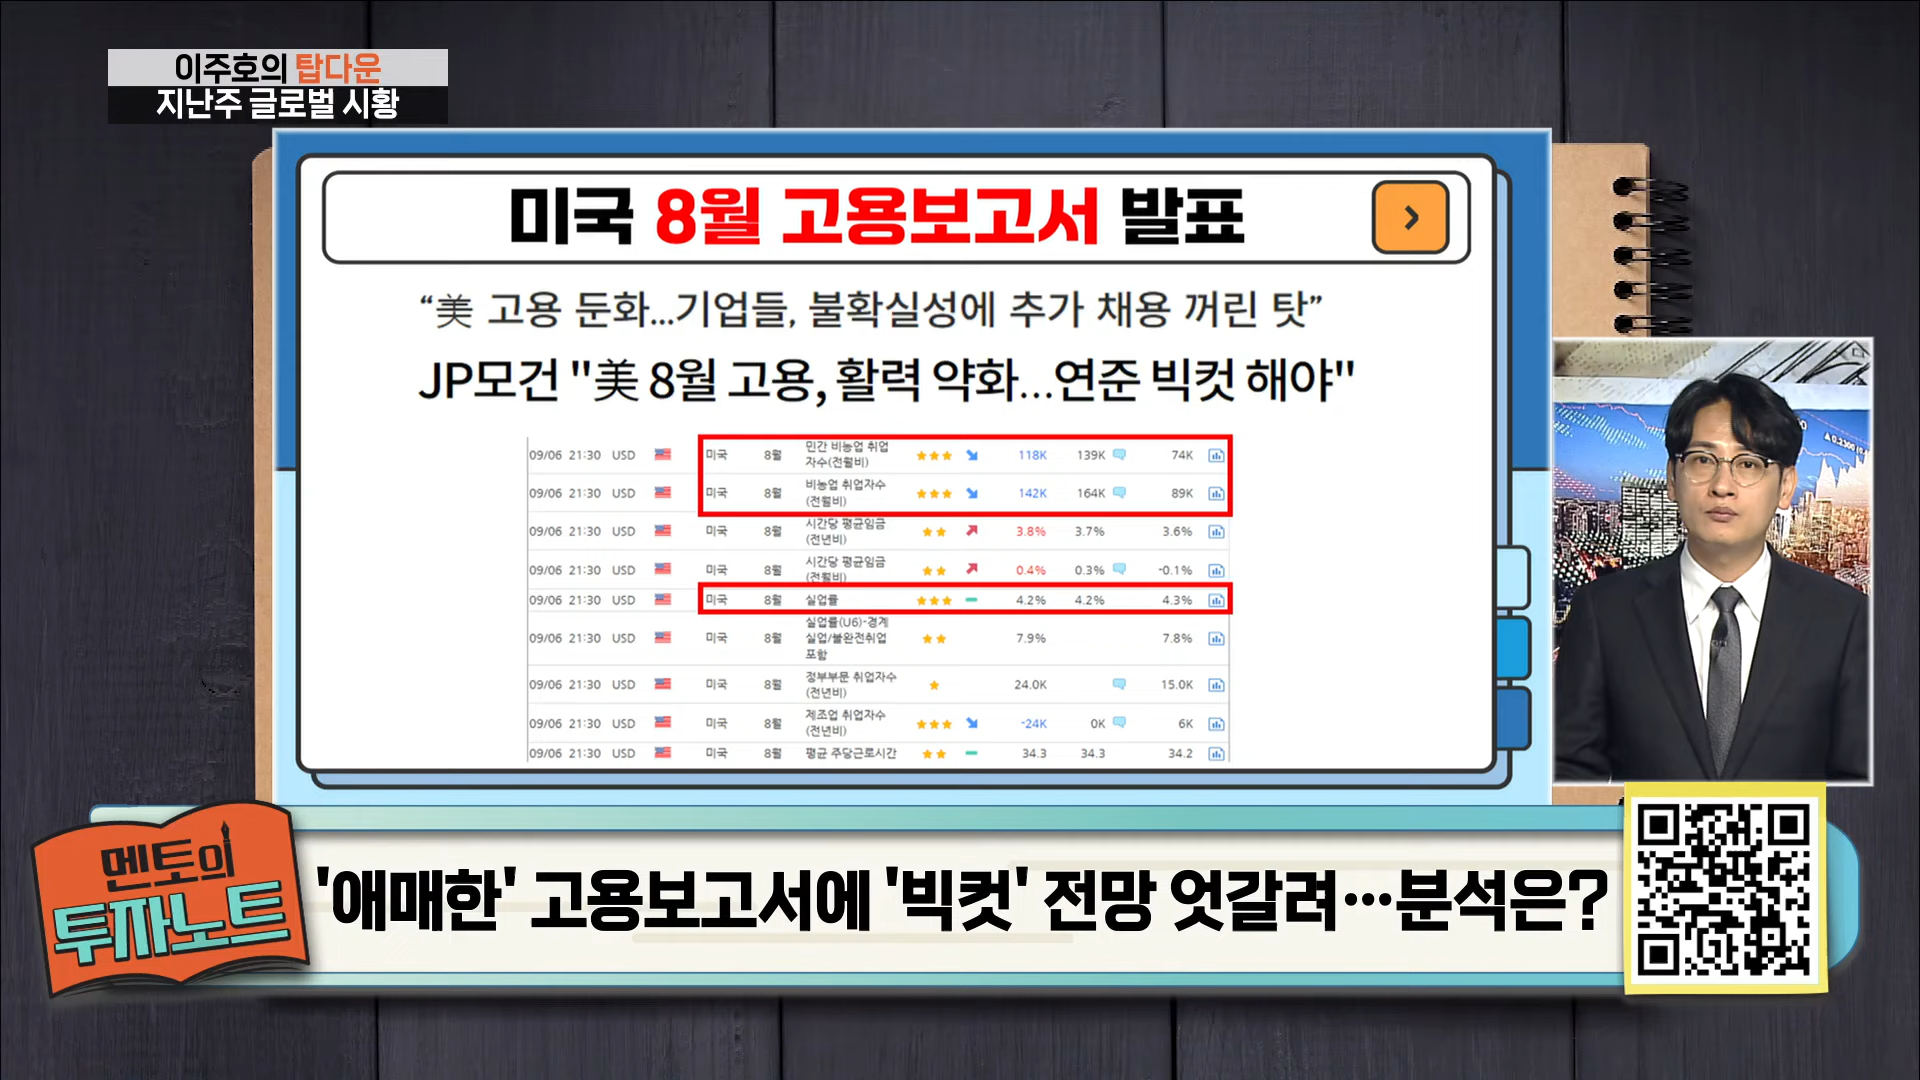 이주호의 탑다운
지난주 글로벌 시황
미국 8월 고용보고서 발표
“美 고용 둔화...기업들, 불확실성에 추가 채용 꺼린 탓”
JP모건 "美 8월 고용, 활력 약화…연준 빅컷 해야"
09/06 21:30 USD 미국 8월 민간 비농업 취업 118K 139K 74K
자수(전월비)
09/06 21:30 USD 미국 8월 비농업 취업자수 142K 164K 89K
(전월비)
09/06 21:30 USD 미국 8월 시간당 평균임금 3.8% 3.7% 3.6%
(전년비)
09/06 21:30 USD 미국 8월 시간당 평균임금 0.4% 0.3% -0.1%
(전월비)
09/06 21:30 USD 미국 8월 실업률 4.2% 4.2% 4.3%
실업률(U6)-경계
09/06 21:30 USD 미국 8월 실업/불완전취업 7.9% 7.8%
포함
09/06 21:30 USD 미국 8월 정부부문 취업자수 24.0K 15.0K
(전년비)
09/06 21:30 USD 미국 8월 제조업 취업자수 -24K 0K 6K
(전년비)
09/06 21:30 USD 미국 8월 평균 주당근로시간 34.3 34.3 34.2
멘토의
투자노트
'애매한' 고용보고서에 '빅컷' 전망 엇갈려…분석은?